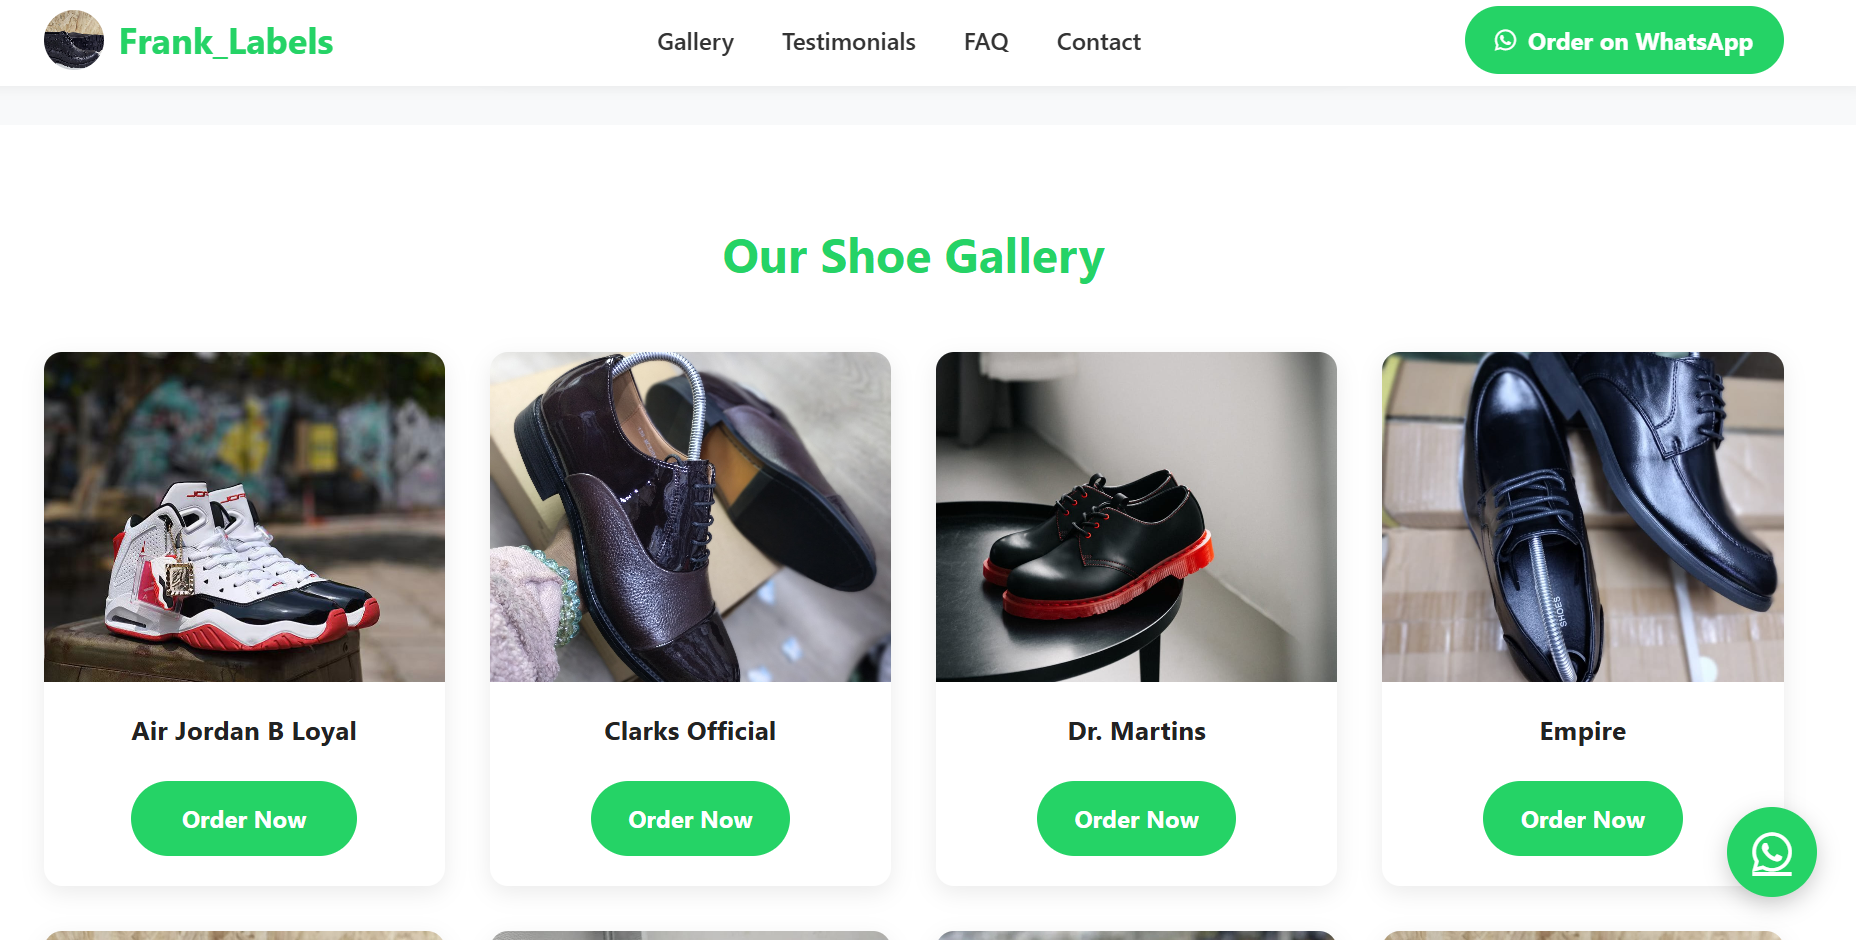 Frank_Labels
Gallery
Testimonials
FAQ
Contact
Order on WhatsApp
Our Shoe Gallery
SHOES
Air Jordan B Loyal
Clarks Official
Dr. Martins
Empire
Order Now
Order Now
Order Now
Order Now